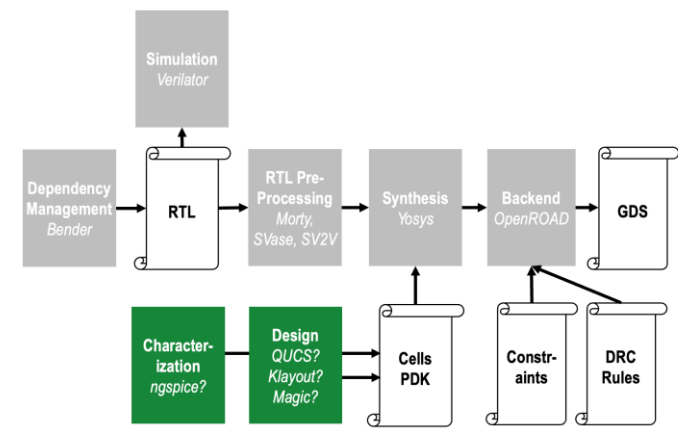 Simulation
Verilator
Dependency
Management
Bender
RTL
RTL Pre-
Processing
Morty,
SVase, SV2V
Synthesis
Yosys
Backend
OpenROAD
GDS
Character-
ization
ngspice?
Design
QUCS?
Klayout?
Magic?
Cells
PDK
Constr-
aints
DRC
Rules